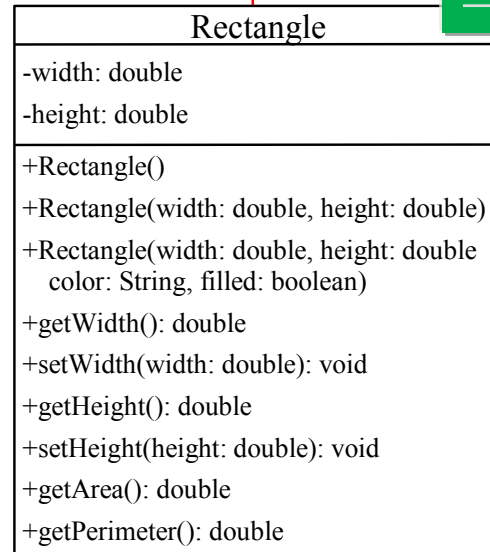 Rectangle
-width: double
-height: double
+Rectangle()
+Rectangle(width: double, height: double)
+Rectangle(width: double, height: double
color: String, filled: boolean)
+getWidth(): double
+setWidth(width: double): void
+getHeight(): double
+setHeight(height: double): void
+getArea(): double
+getPerimeter(): double